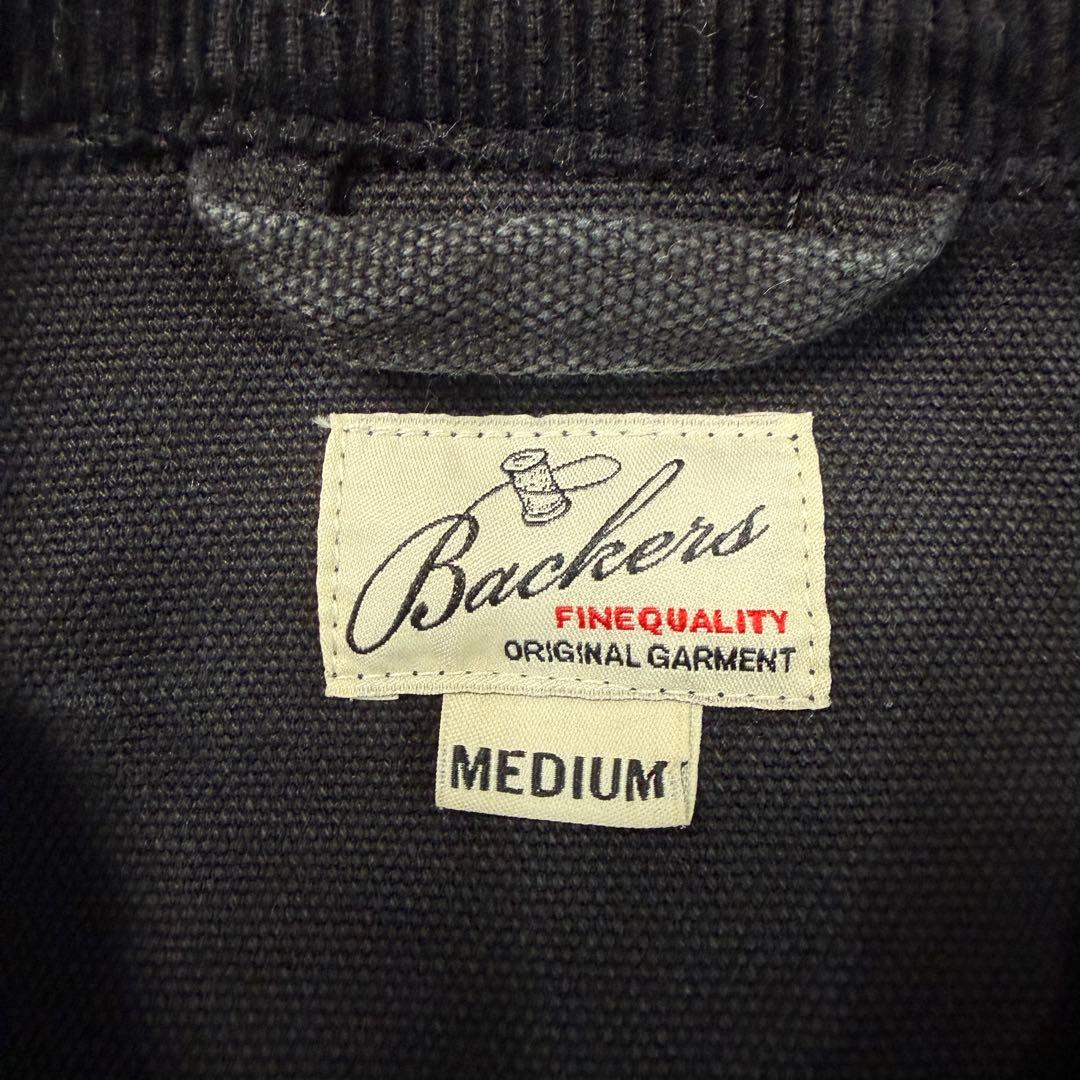 Backers
FINEQUALITY
ORIGINAL GARMENT
MEDIUM